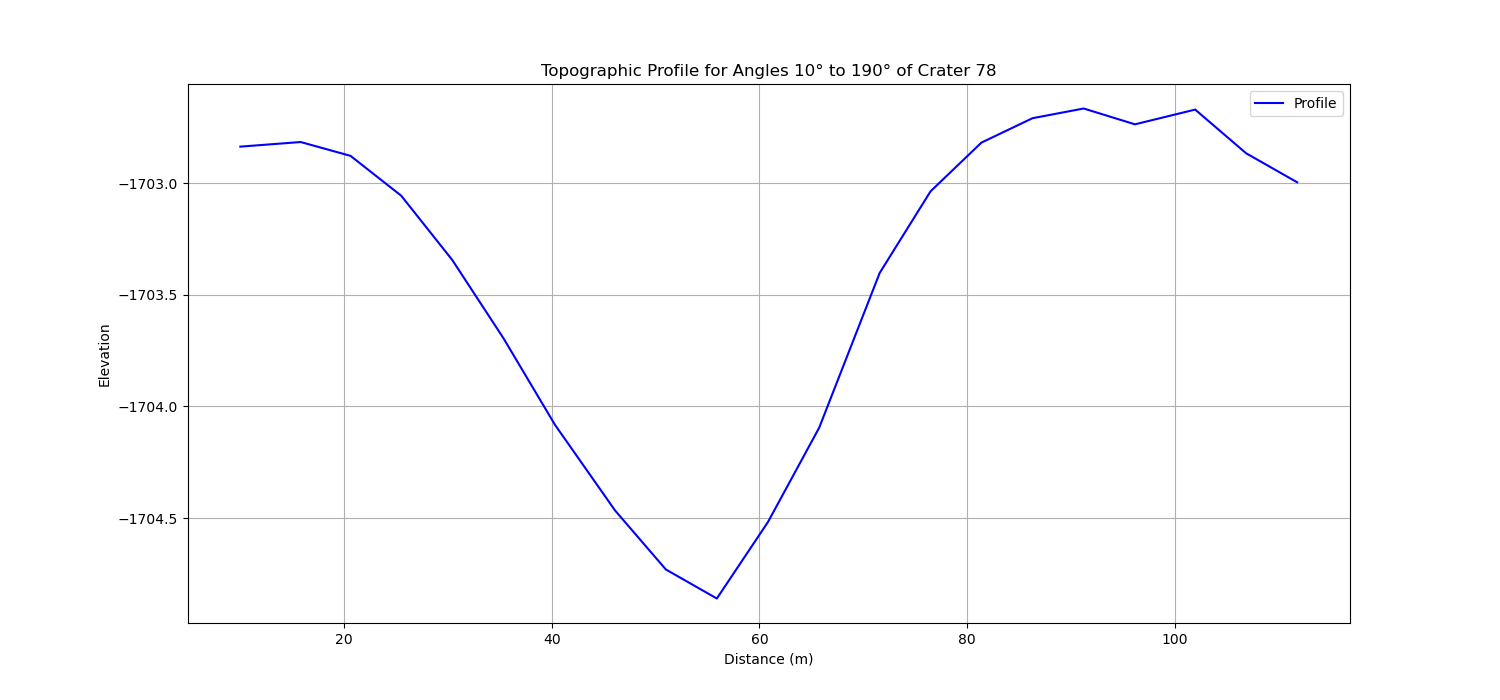 Topographic Profile for Angles 10° to 190° of Crater 78
Profile
−1703.0
−1703.5
−1704.0
−1704.5
Elevation
20 40 60 80 100
Distance (m)